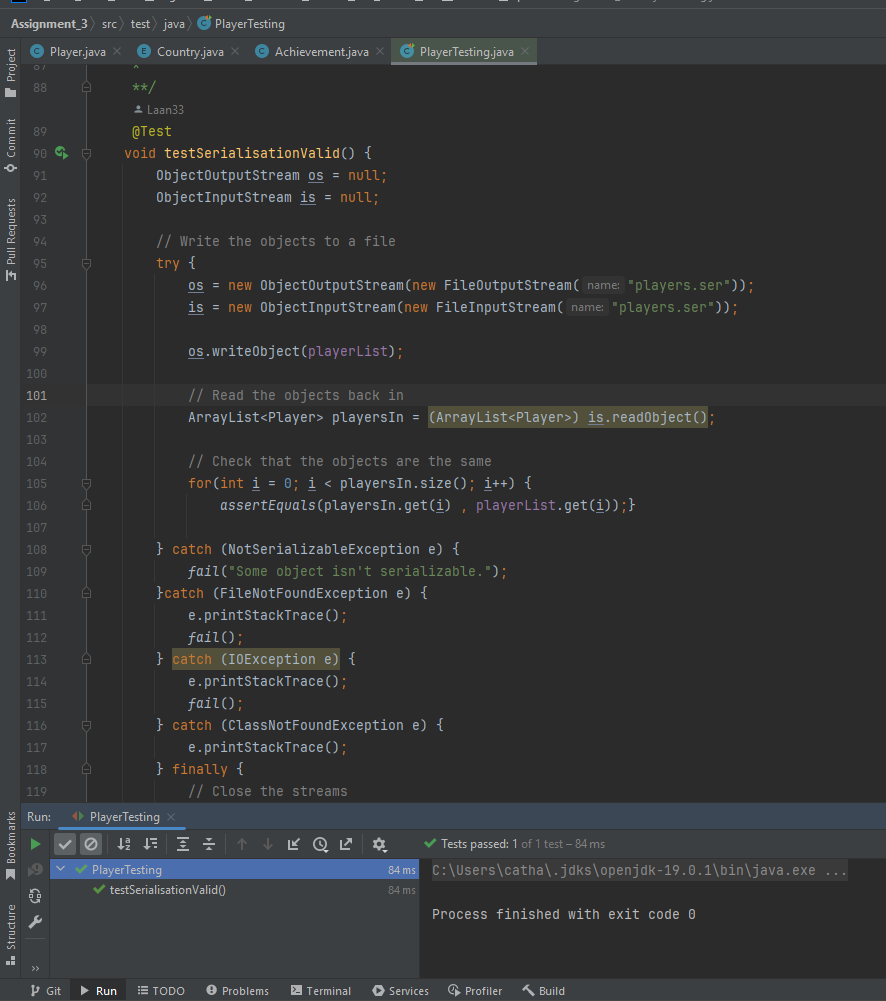 Assignment_3 〉 src 〉 test 〉 java 〉 PlayerTesting
Player.java × Country.java × Achievement.java × PlayerTesting.java ×
Project
Commit
Pull Requests
Bookmarks
Structure
87 *
88 **/
Laan33
89 @Test
90 void testSerialisationValid() {
91 ObjectOutputStream os = null;
92 ObjectInputStream is = null;
93
94 // Write the objects to a file
95 try {
96 os = new ObjectOutputStream(new FileOutputStream( name: "players.ser"));
97 is = new ObjectInputStream(new FileInputStream( name: "players.ser"));
98
99 os.writeObject(playerList);
100
101 // Read the objects back in
102 ArrayList<Player> playersIn = (ArrayList<Player>) is.readObject();
103
104 // Check that the objects are the same
105 for(int i = 0; i < playersIn.size(); i++) {
106 assertEquals(playersIn.get(i) , playerList.get(i));}
107
108 } catch (NotSerializableException e) {
109 fail("Some object isn't serializable.");
110 }catch (FileNotFoundException e) {
111 e.printStackTrace();
112 fail();
113 } catch (IOException e) {
114 e.printStackTrace();
115 fail();
116 } catch (ClassNotFoundException e) {
117 e.printStackTrace();
118 } finally {
119 // Close the streams
Run: PlayerTesting ×
Tests passed: 1 of 1 test – 84 ms
PlayerTesting 84 ms
testSerialisationValid() 84 ms
C:\Users\catha\.jdks\openjdk-19.0.1\bin\java.exe ...
Process finished with exit code 0
Git Run TODO Problems Terminal Services Profiler Build